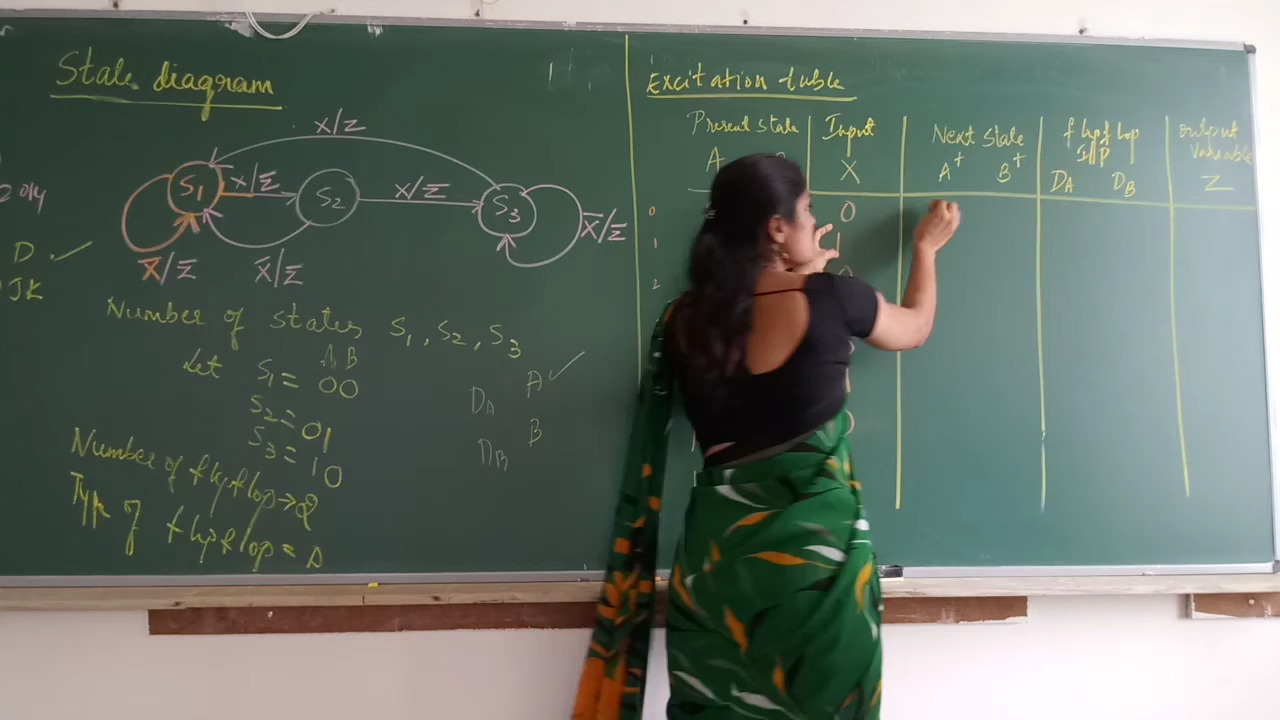 State diagram
X/Z
S1
X/Z̅
S2
X/Z̅
S3
X̅/Z̅
X̅/Z̅
X̅/Z̅
2014
D ✓
JK
Number of states S1, S2, S3
A B
Let S1 = 00
S2 = 01
S3 = 10
Number of flipflop → 2
Type of flipflop = D
DA A ✓
DB B
Excitation table
Present state Input Next State flipflop I/P output Variable
A X A+ B+ DA DB Z
0 0
1 1
2